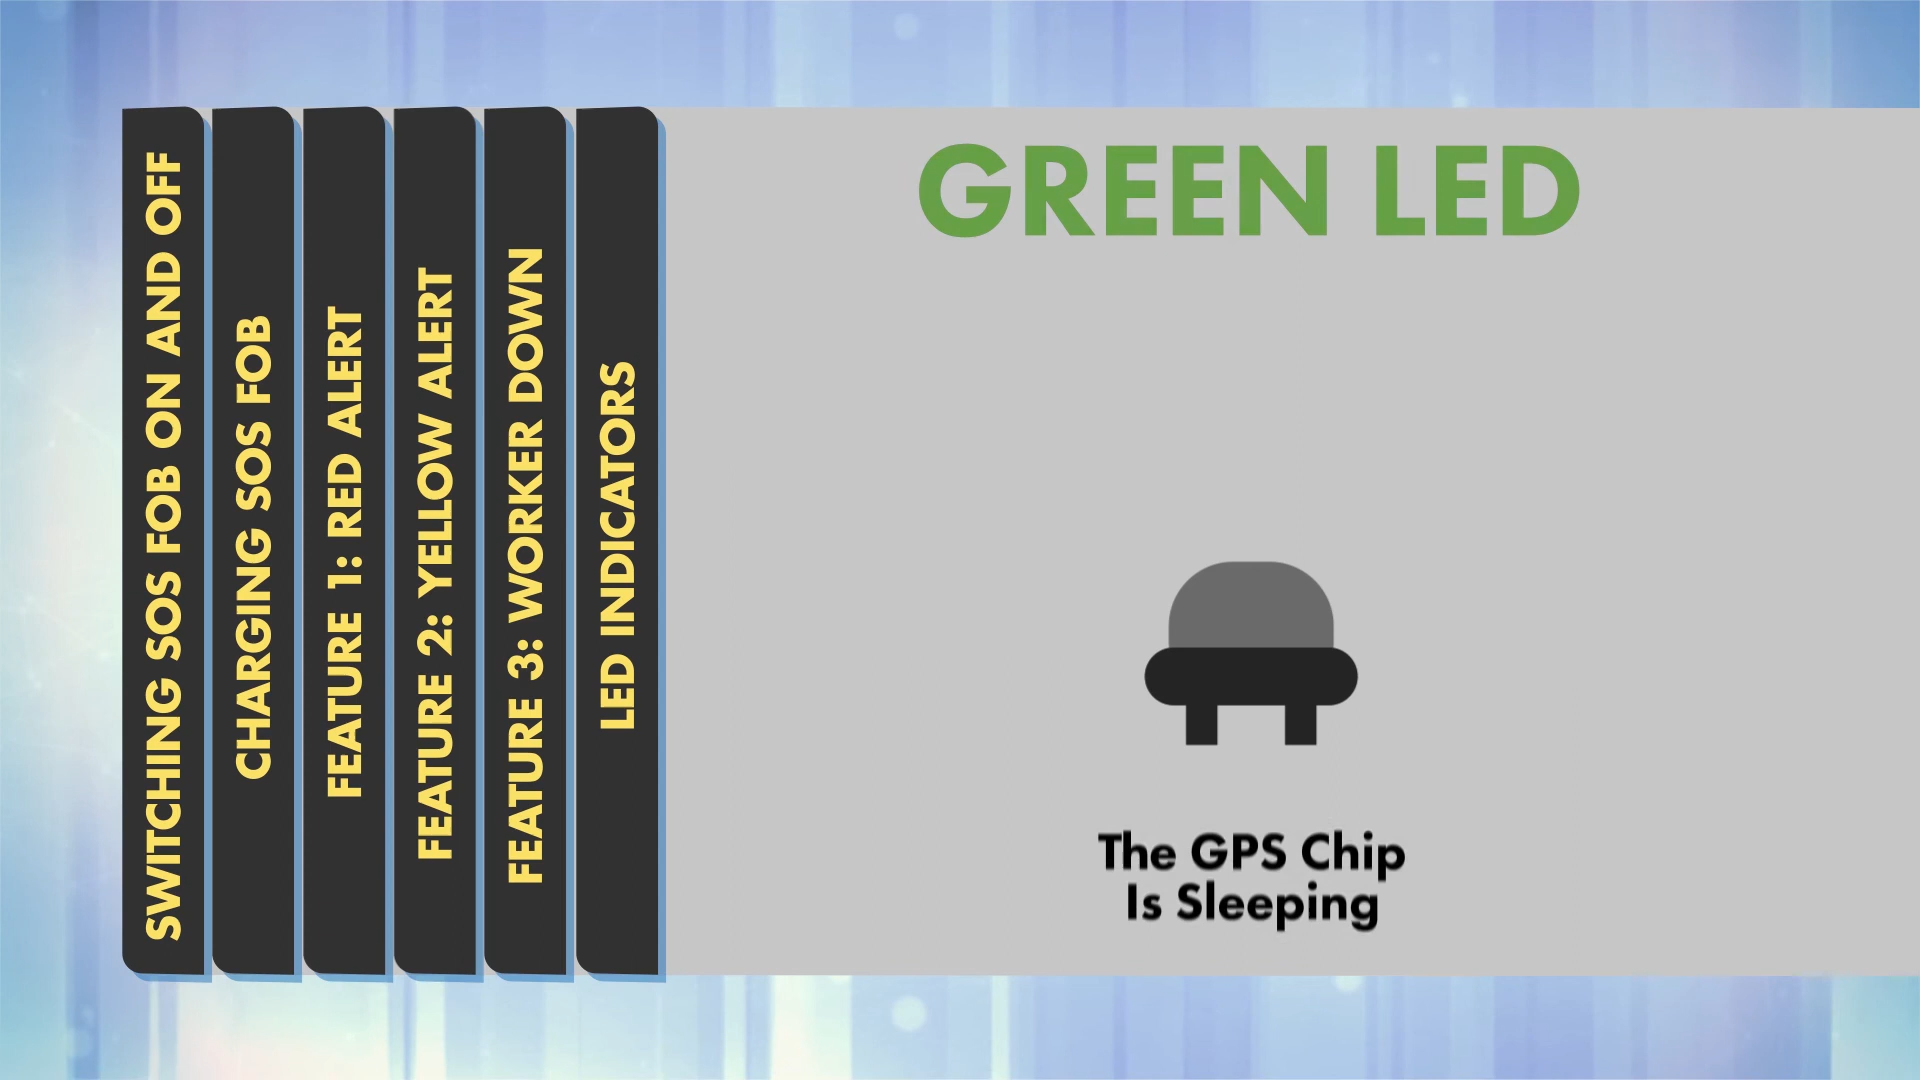 SWITCHING SOS FOB ON AND OFF
CHARGING SOS FOB
FEATURE 1: RED ALERT
FEATURE 2: YELLOW ALERT
FEATURE 3: WORKER DOWN
LED INDICATORS
GREEN LED
The GPS Chip
Is Sleeping